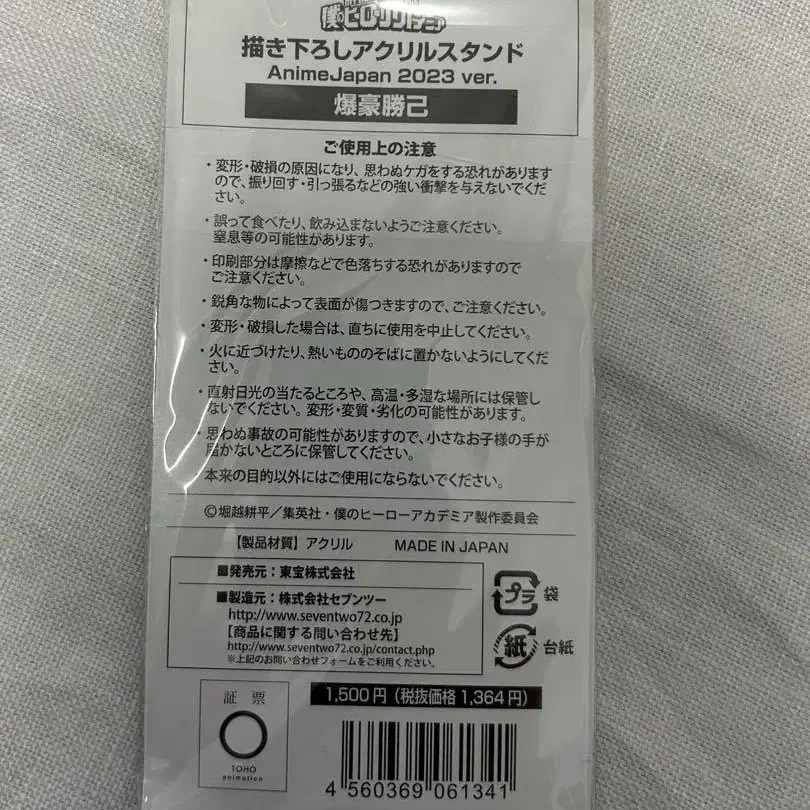 僕のヒーローアカデミア
描き下ろしアクリルスタンド
AnimeJapan 2023 ver.
爆豪勝己
ご使用上の注意
・変形・破損の原因になり、思わぬケガをする恐れがあります
ので、振り回す・引っ張るなどの強い衝撃を与えないでくだ
さい。
・誤って食べたり、飲み込まないようご注意ください。
窒息等の可能性があります。
・印刷部分は摩擦などで色落ちする恐れがありますので
ご注意ください。
・鋭角な物によって表面が傷つきますので、ご注意ください。
・変形・破損した場合は、直ちに使用を中止してください。
・火に近づけたり、熱いもののそばに置かないようにしてくだ
さい。
・直射日光の当たるところや、高温・多湿な場所には保管し
ないでください。変形・変質・劣化の可能性があります。
・思わぬ事故の可能性がありますので、小さなお子様の手が
届かないところに保管してください。
本来の目的以外にはご使用にならないでください。
©堀越耕平／集英社・僕のヒーローアカデミア製作委員会
【製品材質】アクリル MADE IN JAPAN
■発売元：東宝株式会社
■製造元：株式会社セブンツー
http://www.seventwo72.co.jp
【商品に関する問い合わせ先】
http://www.seventwo72.co.jp/contact.php
※上記のお問い合わせフォームをご利用ください。
プラ 袋
紙 台紙
証票
TOHO
animation
1,500円（税抜価格1,364円）
4 560369 061341